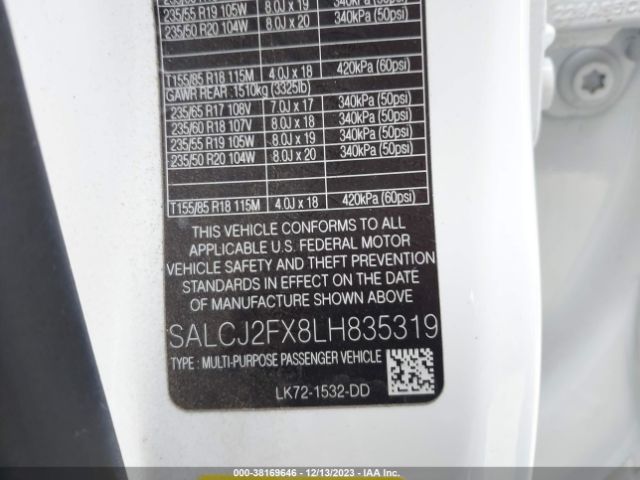 235/55 R19 105W 8.0J x 19 340kPa (50psi)
235/50 R20 104W 8.0J x 20 340kPa (50psi)
T155/85 R18 115M 4.0J x 18 420kPa (60psi)
GAWR REAR: 1510kg (3325lb)
235/65 R17 108V 7.0J x 17 340kPa (50psi)
235/60 R18 107V 8.0J x 18 340kPa (50psi)
235/55 R19 105W 8.0J x 19 340kPa (50psi)
235/50 R20 104W 8.0J x 20 340kPa (50psi)
T155/85 R18 115M 4.0J x 18 420kPa (60psi)
THIS VEHICLE CONFORMS TO ALL
APPLICABLE U.S. FEDERAL MOTOR
VEHICLE SAFETY AND THEFT PREVENTION
STANDARDS IN EFFECT ON THE DATE
OF MANUFACTURE SHOWN ABOVE
SALCJ2FX8LH835319
TYPE : MULTI-PURPOSE PASSENGER VEHICLE
LK72-1532-DD
000-38169646 - 12/13/2023 - IAA Inc.